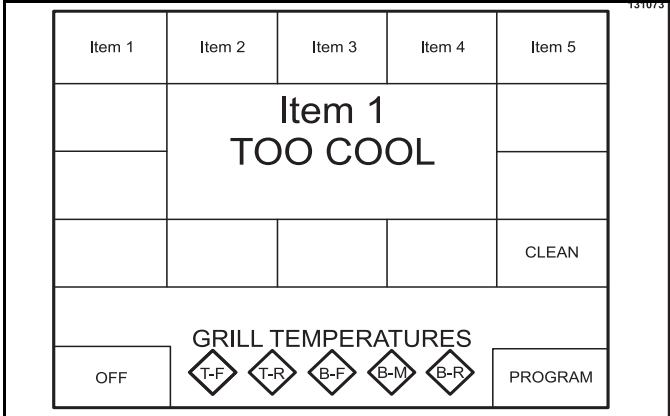 131073
Item 1 Item 2 Item 3 Item 4 Item 5
Item 1
TOO COOL
CLEAN
GRILL TEMPERATURES
T-F T-R B-F B-M B-R
OFF
PROGRAM